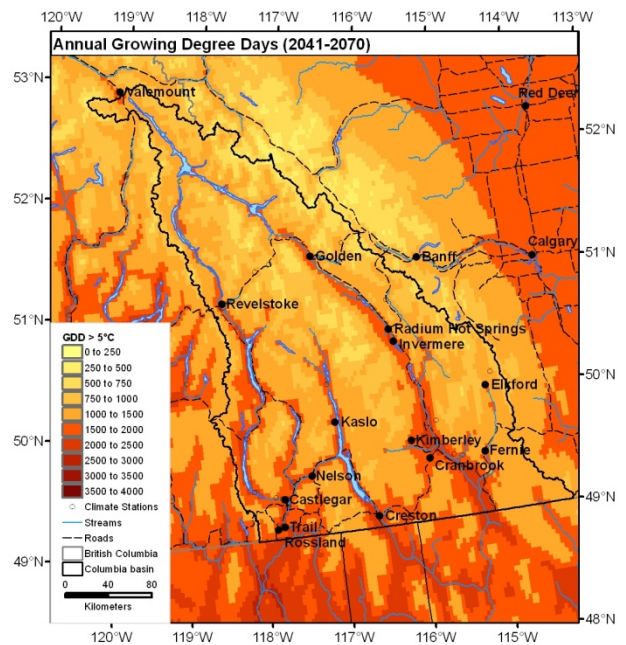 119°W 118°W 117°W 116°W 115°W 114°W 113°W
Annual Growing Degree Days (2041-2070)
53°N
Valemount
Red Deer
52°N
52°N
Golden
Banff
Calgary
51°N
Revelstoke
51°N
Radium Hot Springs
Invermere
GDD > 5°C
0 to 250
250 to 500
500 to 750
750 to 1000
1000 to 1500
1500 to 2000
2000 to 2500
2500 to 3000
3000 to 3500
3500 to 4000
Climate Stations
Streams
Roads
British Columbia
Columbia basin
0 40 80
Kilometers
50°N
Elkford
Kaslo
50°N
Kimberley
Fernie
Cranbrook
Nelson
Castlegar
49°N
Creston
Trail
Rossland
49°N
48°N
120°W 119°W 118°W 117°W 116°W 115°W